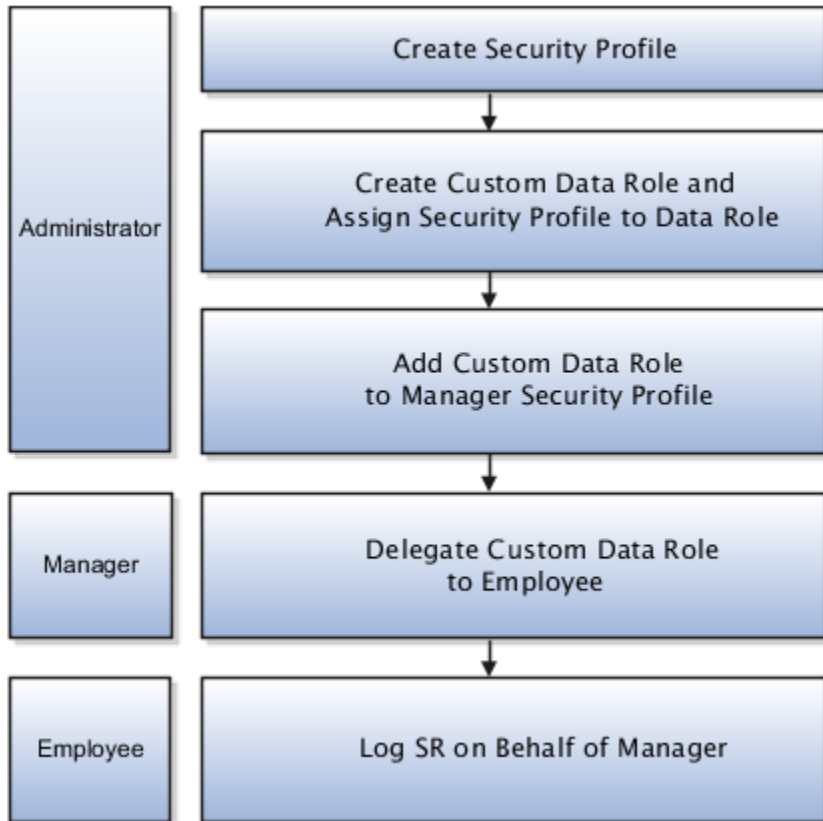 Create Security Profile
Administrator
Create Custom Data Role and
Assign Security Profile to Data Role
Add Custom Data Role
to Manager Security Profile
Manager
Delegate Custom Data Role
to Employee
Employee
Log SR on Behalf of Manager